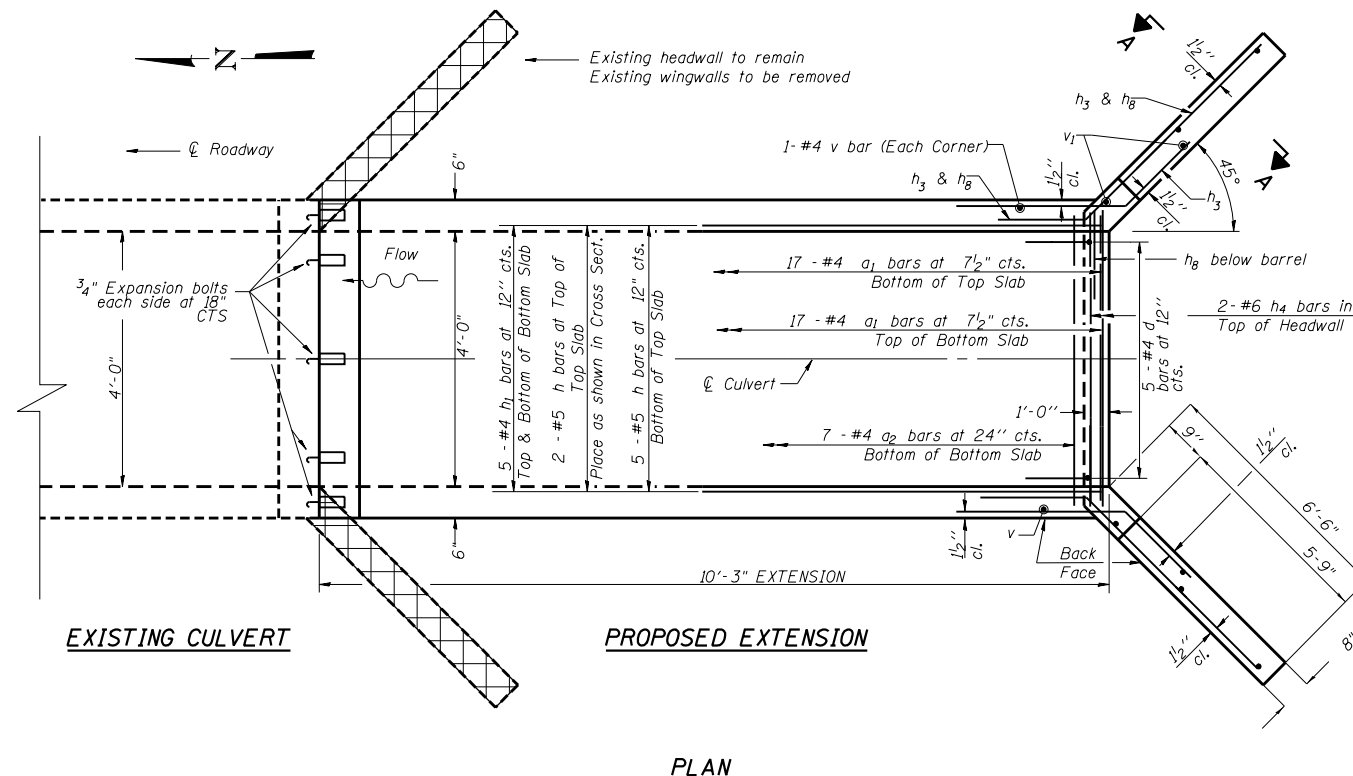 N
Existing headwall to remain
Existing wingwalls to be removed
℄ Roadway
6"
1-#4 v bar (Each Corner)
h3 & h8
1½"
cl.
A
1½"
cl.
h3 & h8
v1
A
45°
h3
1½"
cl.
Flow
¾" Expansion bolts
each side at 18"
CTS
4'-0"
4'-0"
5 - #4 h1 bars at 12" cts.
Top & Bottom of Bottom Slab
2 - #5 h bars at Top of
Top Slab
Place as shown in Cross Sect.
5 - #5 h bars at 12" cts.
Bottom of Top Slab
17 - #4 a1 bars at 7½" cts.
Bottom of Top Slab
17 - #4 a1 bars at 7½" cts.
Top of Bottom Slab
℄ Culvert
7 - #4 a2 bars at 24" cts.
Bottom of Bottom Slab
1'-0"
5 - #4 d
bars at 12"
cts.
h8 below barrel
2-#6 h4 bars in
Top of Headwall
9"
1½"
cl.
6'-6"
5-9"
8"
1½"
cl.
6"
1½"
cl.
v
Back
Face
10'-3" EXTENSION
EXISTING CULVERT
PROPOSED EXTENSION
PLAN